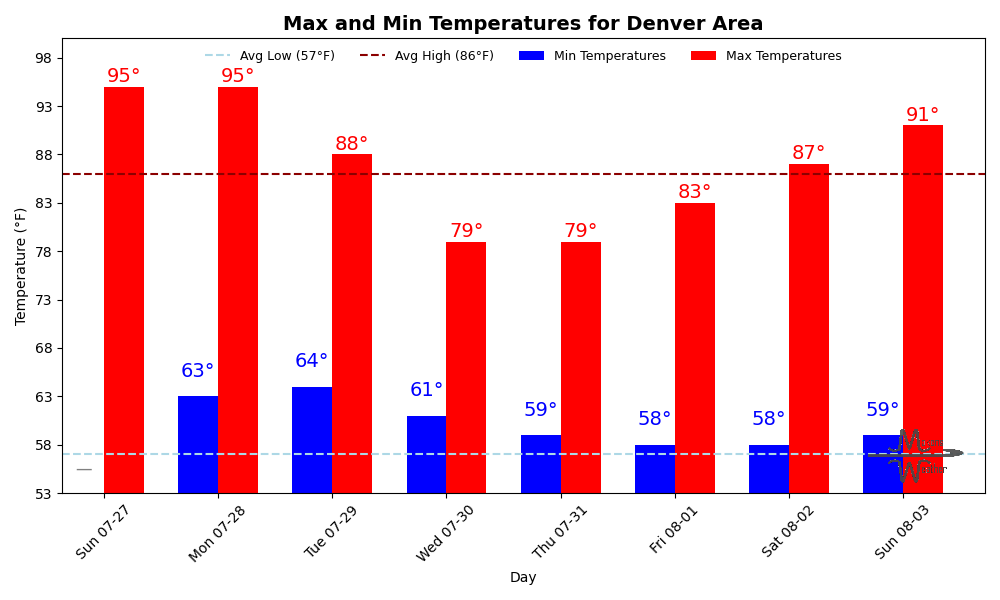 Max and Min Temperatures for Denver Area
Avg Low (57°F) Avg High (86°F) Min Temperatures Max Temperatures
98
93
88
83
78
73
68
63
58
53
Temperature (°F)
95° 95° 88° 79° 79° 83° 87° 91°
63° 64° 61° 59° 58° 58° 59°
Sun 07-27 Mon 07-28 Tue 07-29 Wed 07-30 Thu 07-31 Fri 08-01 Sat 08-02 Sun 08-03
Day